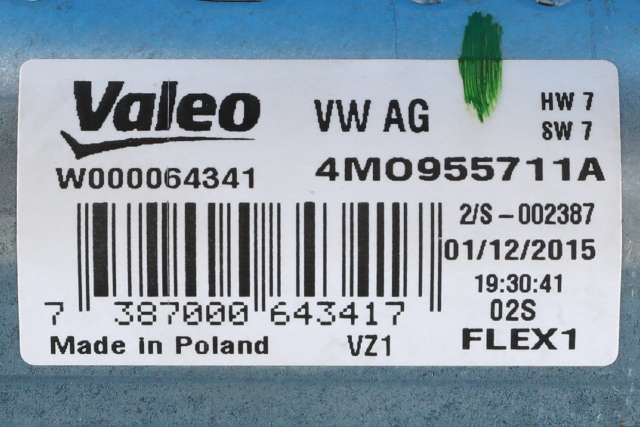 Valeo VW AG HW 7
SW 7
W000064341 4M0955711A
2/S-002387
01/12/2015
19:30:41
7 387000 643417 02S
Made in Poland VZ1 FLEX1